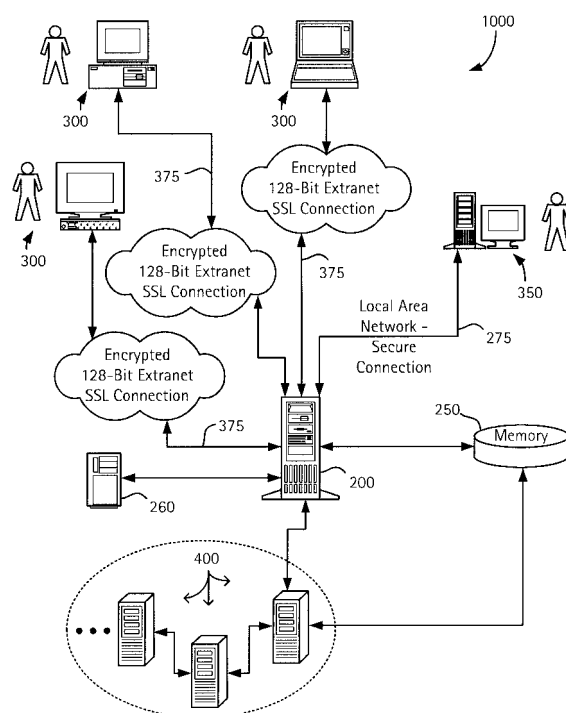 1000
300
300
375
Encrypted
128-Bit Extranet
SSL Connection
300
Encrypted
128-Bit Extranet
SSL Connection
375
350
Local Area
Network -
Secure
Connection
275
Encrypted
128-Bit Extranet
SSL Connection
375
250
Memory
200
260
400